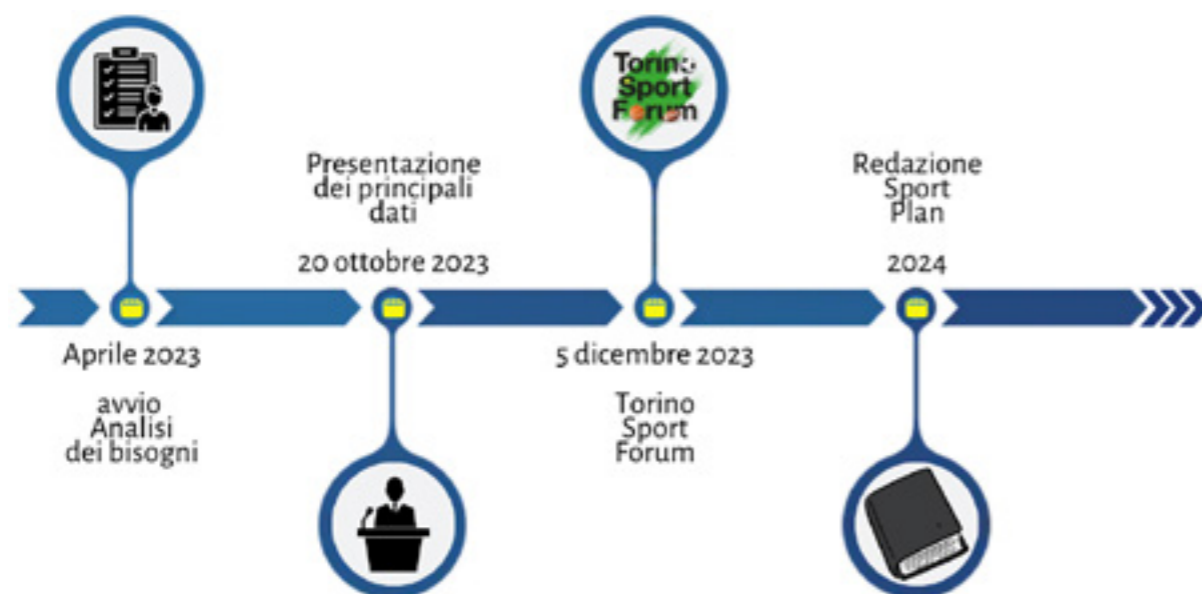 Aprile 2023
avvio
Analisi
dei bisogni
Presentazione
dei principali
dati
20 ottobre 2023
Torino
Sport
Forum
5 dicembre 2023
Torino
Sport
Forum
Redazione
Sport
Plan
2024